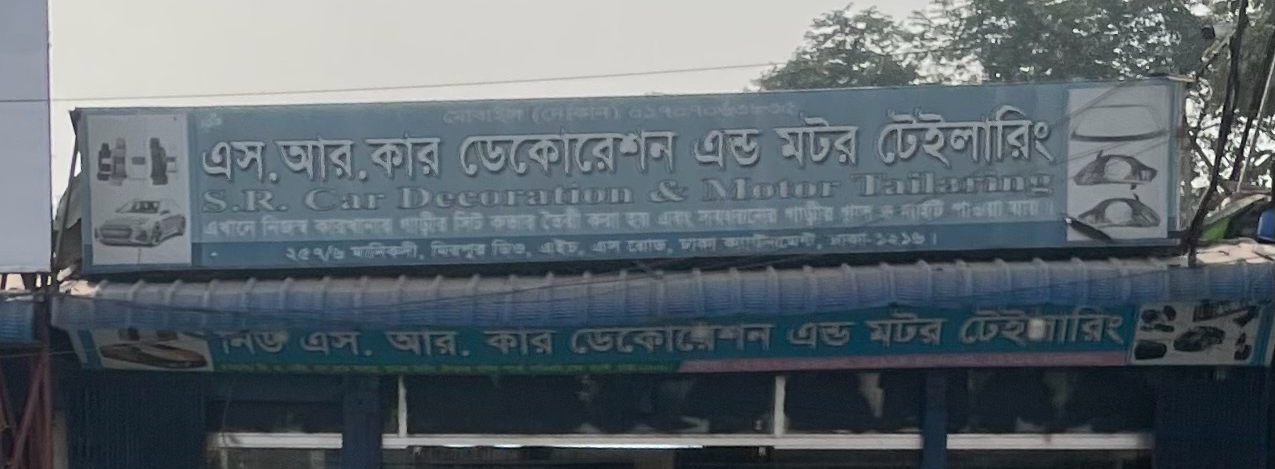 মোবাইল (দোকান)
এস.আর.কার ডেকোরেশন এন্ড মটর টেইলারিং
S.R. Car Decoration & Motor Tailaring
এখানে নিজস্ব কারখানায় গাড়ীর সিট কভার তৈরী করা হয় এবং সবধরনের গাড়ীর গ্লাস ও লাইট পাওয়া যায়
২৫৭/৬ মানিকদী, মিরপুর ডিও, এইচ, এস রোড, ঢাকা ক্যান্টনমেন্ট, ঢাকা-১২১৬।
নিউ এস. আর. কার ডেকোরেশন এন্ড মটর টেইলারিং